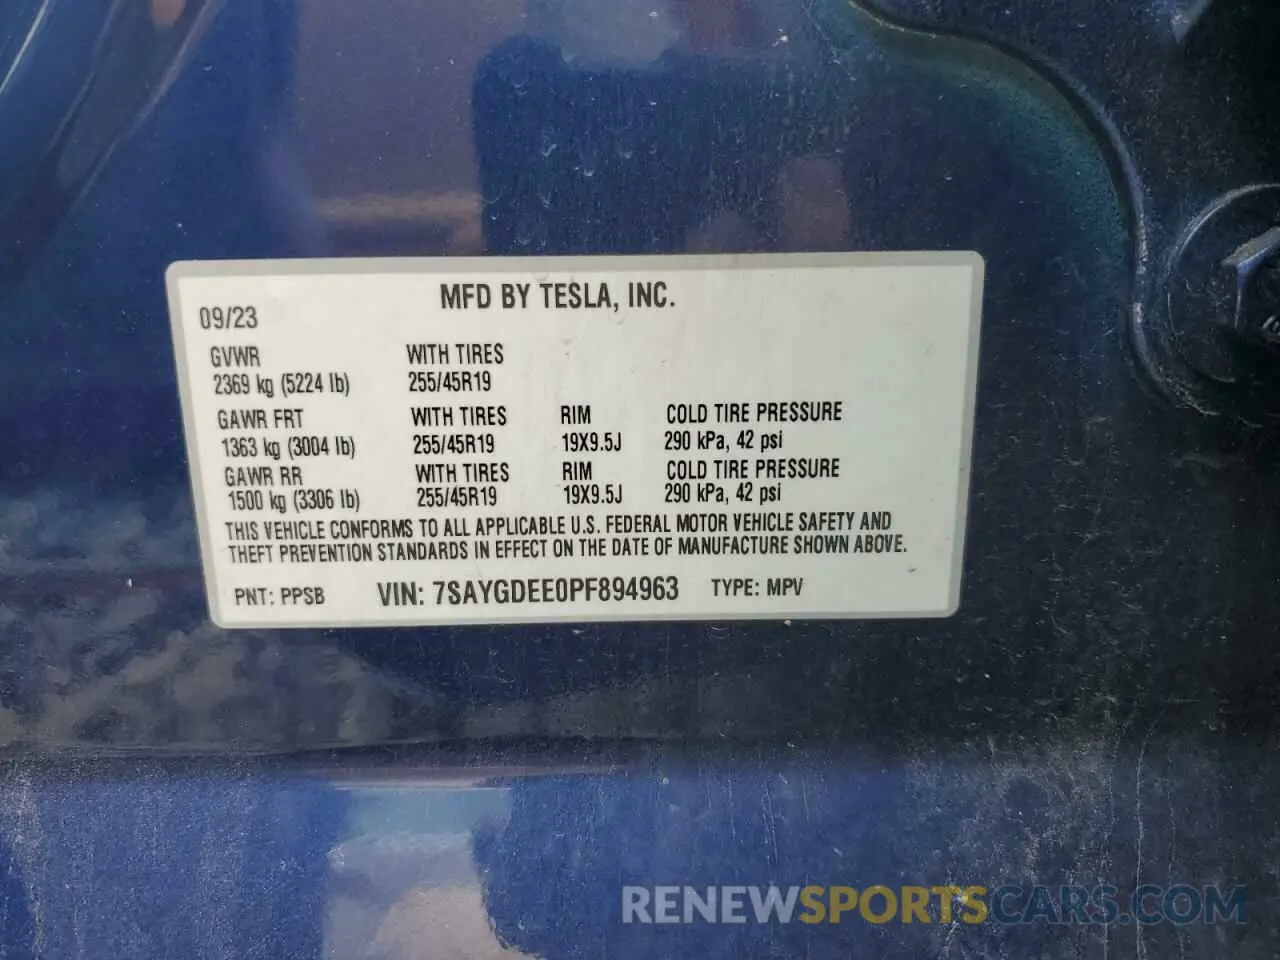 MFD BY TESLA, INC.
09/23
GVWR WITH TIRES
2369 kg (5224 lb) 255/45R19
GAWR FRT WITH TIRES RIM COLD TIRE PRESSURE
1363 kg (3004 lb) 255/45R19 19X9.5J 290 kPa, 42 psi
GAWR RR WITH TIRES RIM COLD TIRE PRESSURE
1500 kg (3306 lb) 255/45R19 19X9.5J 290 kPa, 42 psi
THIS VEHICLE CONFORMS TO ALL APPLICABLE U.S. FEDERAL MOTOR VEHICLE SAFETY AND
THEFT PREVENTION STANDARDS IN EFFECT ON THE DATE OF MANUFACTURE SHOWN ABOVE.
PNT: PPSB VIN: 7SAYGDEE0PF894963 TYPE: MPV
RENEWSPORTSCARS.COM